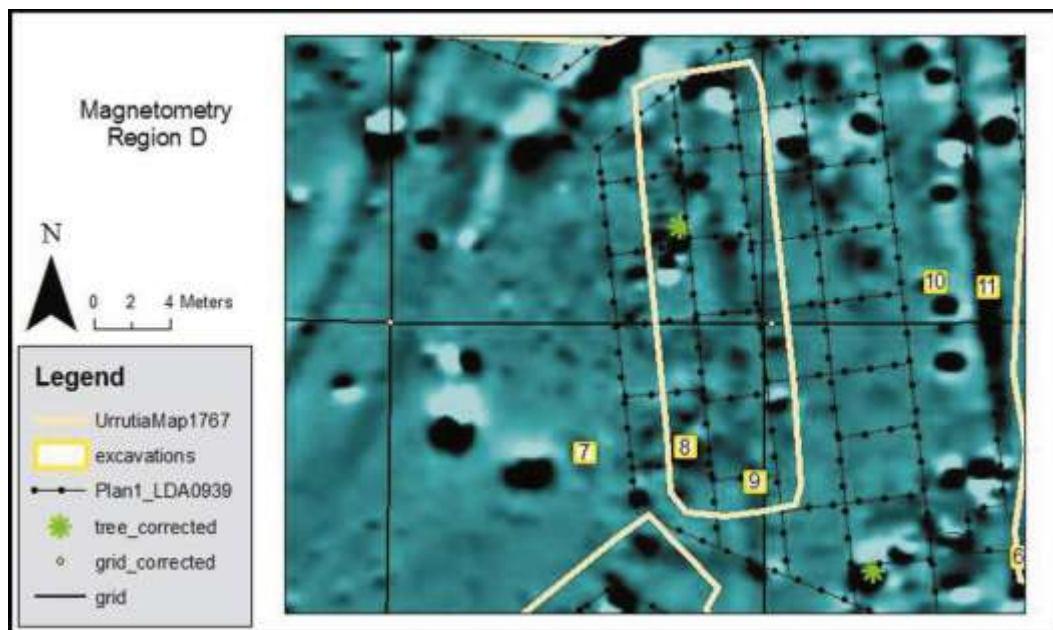 Magnetometry
Region D
N
0 2 4 Meters
Legend
UrrutiaMap1767
excavations
Plan1_LDA0939
tree_corrected
grid_corrected
grid
10
11
7
8
9
6